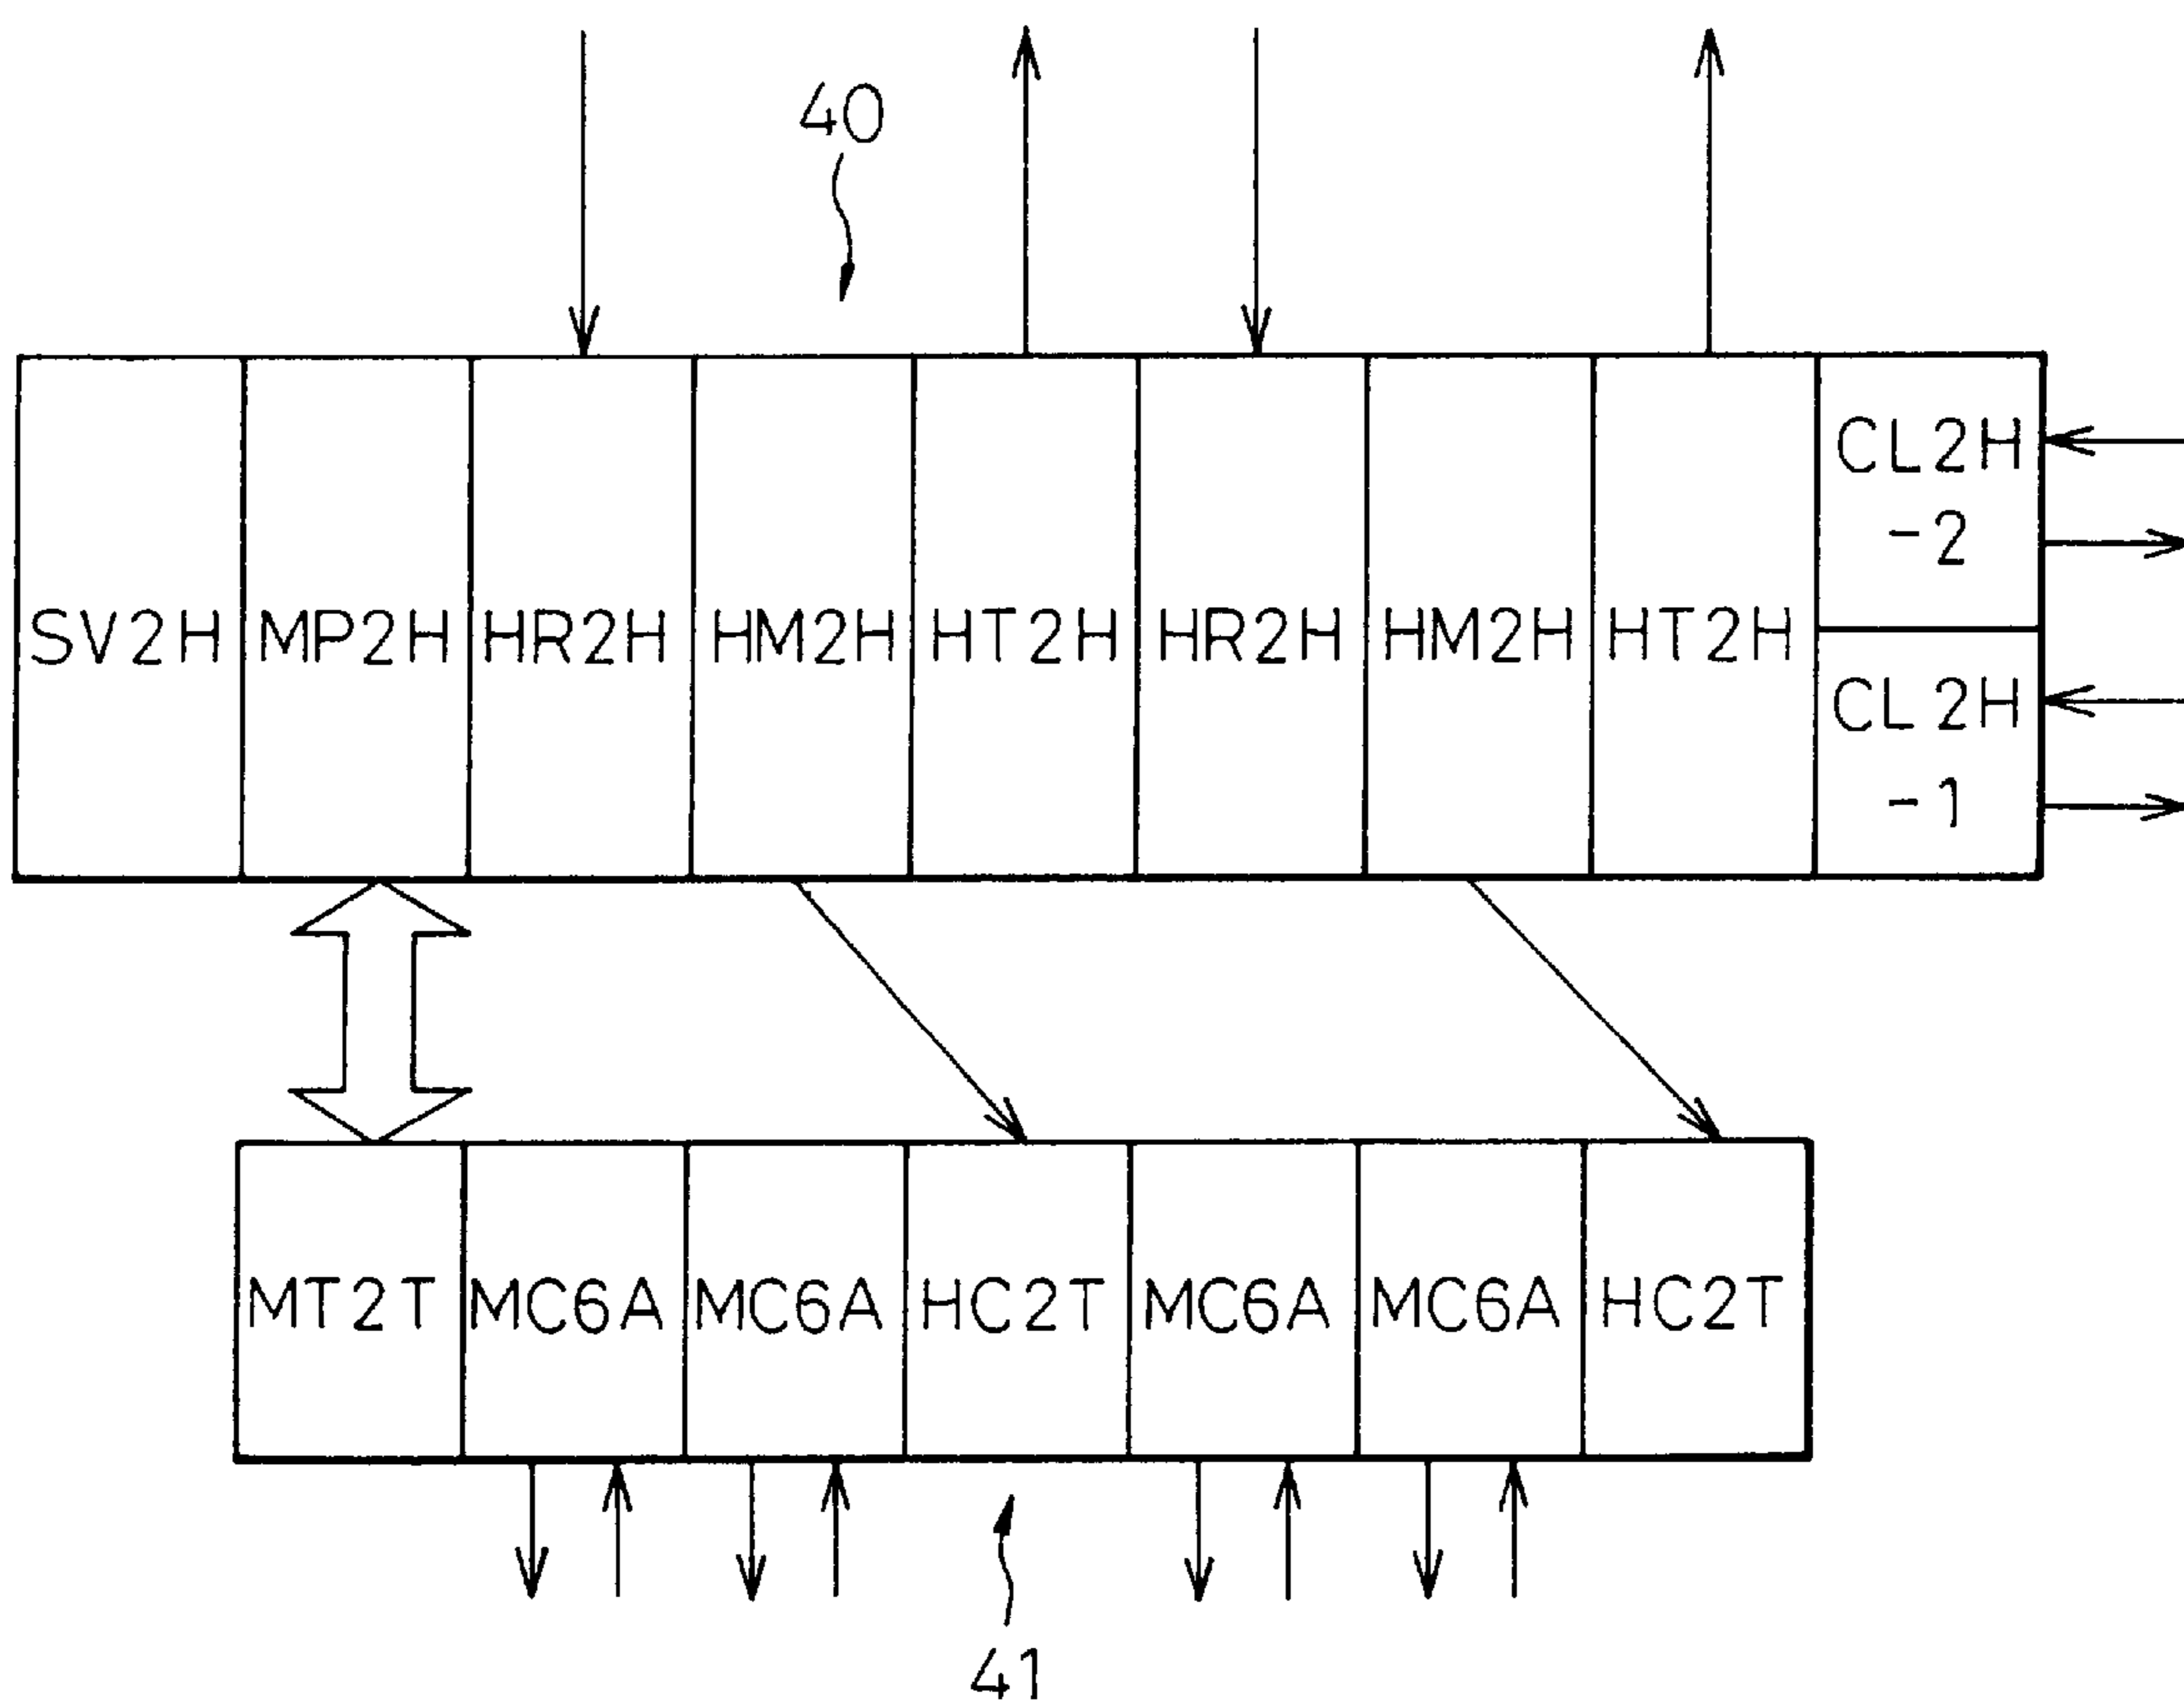 40
SV2H MP2H HR2H HM2H HT2H HR2H HM2H HT2H
CL2H
-2
CL2H
-1
MT2T MC6A MC6A HC2T MC6A MC6A HC2T
41